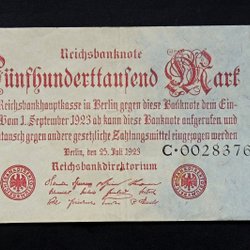 Reichsbanknote
Fünfhunderttausend Mark
Reichsbankhauptkasse in Berlin gegen diese Banknote dem Ein-
Vom 1. September 1923 ab kann diese Banknote aufgerufen und
tausch gegen andere gesetzliche Zahlungsmittel eingezogen werden
Berlin, den 25. Juli 1923
C·0028376
Reichsbankdirektorium